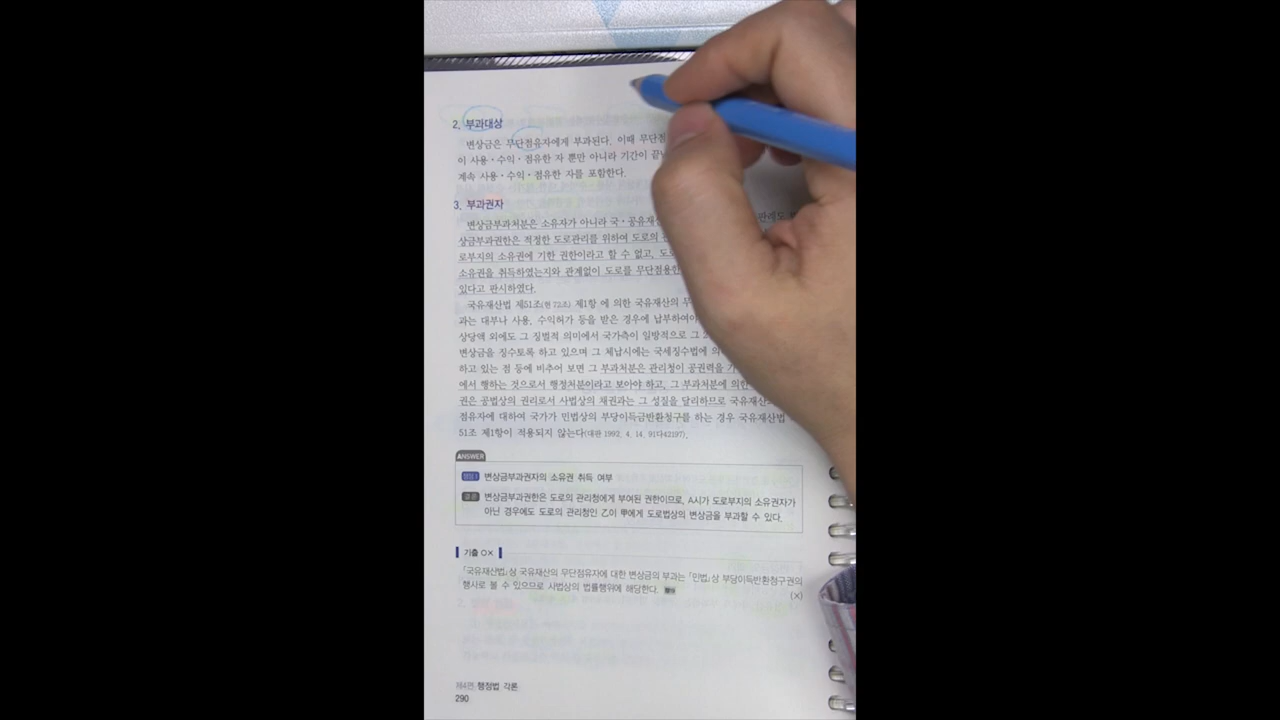 2. 부과대상
변상금은 무단점유자에게 부과된다. 이때 무단점
이 사용·수익·점유한 자 뿐만 아니라 기간이 끝
계속 사용·수익·점유한 자를 포함한다.
3. 부과권자
변상금부과처분은 소유자가 아니라 국·공유재 판례도
상금부과권한은 적정한 도로관리를 위하여 도로의
로부지의 소유권에 기한 권한이라고 할 수 없고, 도
소유권을 취득하였는지와 관계없이 도로를 무단점용한
있다고 판시하였다.
국유재산법 제51조(현 72조) 제1항 에 의한 국유재산의 무
과는 대부나 사용, 수익허가 등을 받은 경우에 납부하여야
상당액 외에도 그 징벌적 의미에서 국가측이 일방적으로 그 2
변상금을 징수토록 하고 있으며 그 체납시에는 국세징수법에 의
하고 있는 점 등에 비추어 보면 그 부과처분은 관리청이 공권력을 가
에서 행하는 것으로서 행정처분이라고 보아야 하고, 그 부과처분에 의한
권은 공법상의 권리로서 사법상의 채권과는 그 성질을 달리하므로 국유재산
점유자에 대하여 국가가 민법상의 부당이득금반환청구를 하는 경우 국유재산법
51조 제1항이 적용되지 않는다(대판 1992. 4. 14. 91다42197).
ANSWER
쟁점 1 변상금부과권자의 소유권 취득 여부
결론 변상금부과권한은 도로의 관리청에게 부여된 권한이므로, A시가 도로부지의 소유권자가
아닌 경우에도 도로의 관리청인 乙이 甲에게 도로법상의 변상금을 부과할 수 있다.
기출 OX
「국유재산법」상 국유재산의 무단점유자에 대한 변상금의 부과는 「민법」상 부당이득반환청구권의
행사로 볼 수 있으므로 사법상의 법률행위에 해당한다.
(×)
제4편 행정법 각론
290